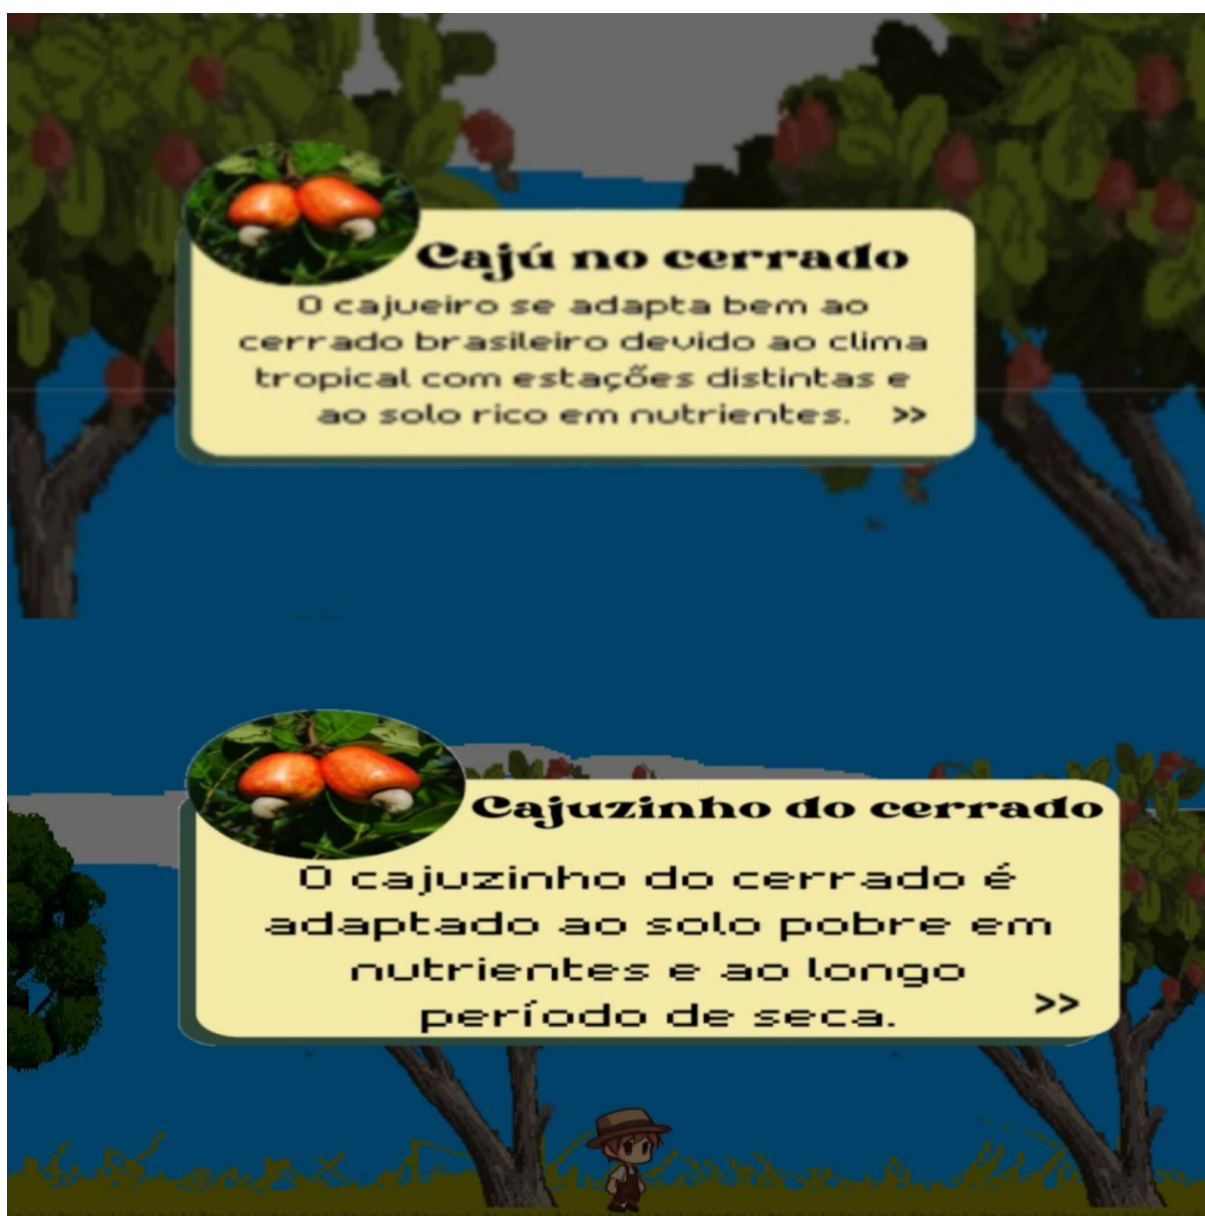 Cajú no cerrado
O cajueiro se adapta bem ao
cerrado brasileiro devido ao clima
tropical com estações distintas e
ao solo rico em nutrientes. >>
Cajuzinho do cerrado
O cajuzinho do cerrado é
adaptado ao solo pobre em
nutrientes e ao longo
período de seca. >>